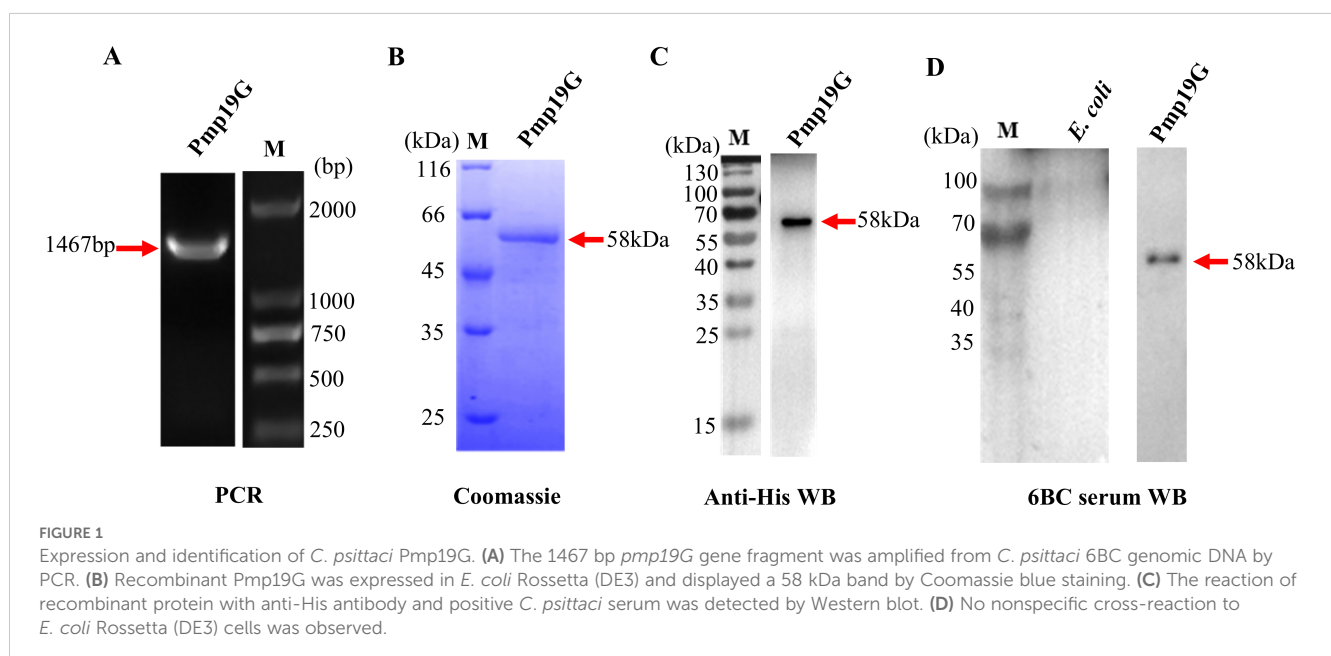 A
Pmp19G
M
(bp)
2000
1467bp
1000
750
500
250
PCR
B
(kDa)
M
Pmp19G
116
66
58kDa
45
35
25
Coomassie
C
(kDa)
M
Pmp19G
130
100
70
58kDa
55
40
35
25
15
Anti-His WB
D
(kDa)
M
E. coli
Pmp19G
100
70
58kDa
55
40
35
6BC serum WB
FIGURE 1
Expression and identification of C. psittaci Pmp19G. (A) The 1467 bp pmp19G gene fragment was amplified from C. psittaci 6BC genomic DNA by
PCR. (B) Recombinant Pmp19G was expressed in E. coli Rossetta (DE3) and displayed a 58 kDa band by Coomassie blue staining. (C) The reaction of
recombinant protein with anti-His antibody and positive C. psittaci serum was detected by Western blot. (D) No nonspecific cross-reaction to
E. coli Rossetta (DE3) cells was observed.